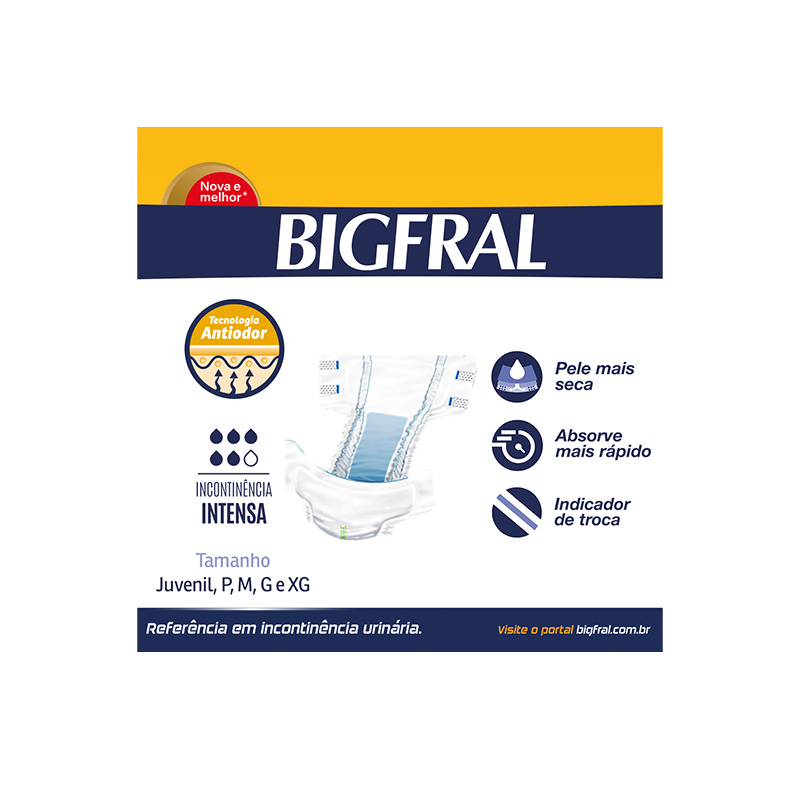 Nova e
melhor*
BIGFRAL
Tecnologia
Antiodor
Pele mais
seca
Absorve
mais rápido
INCONTINÊNCIA
INTENSA
Indicador
de troca
Tamanho
Juvenil, P, M, G e XG
Referência em incontinência urinária.
Visite o portal bigfral.com.br